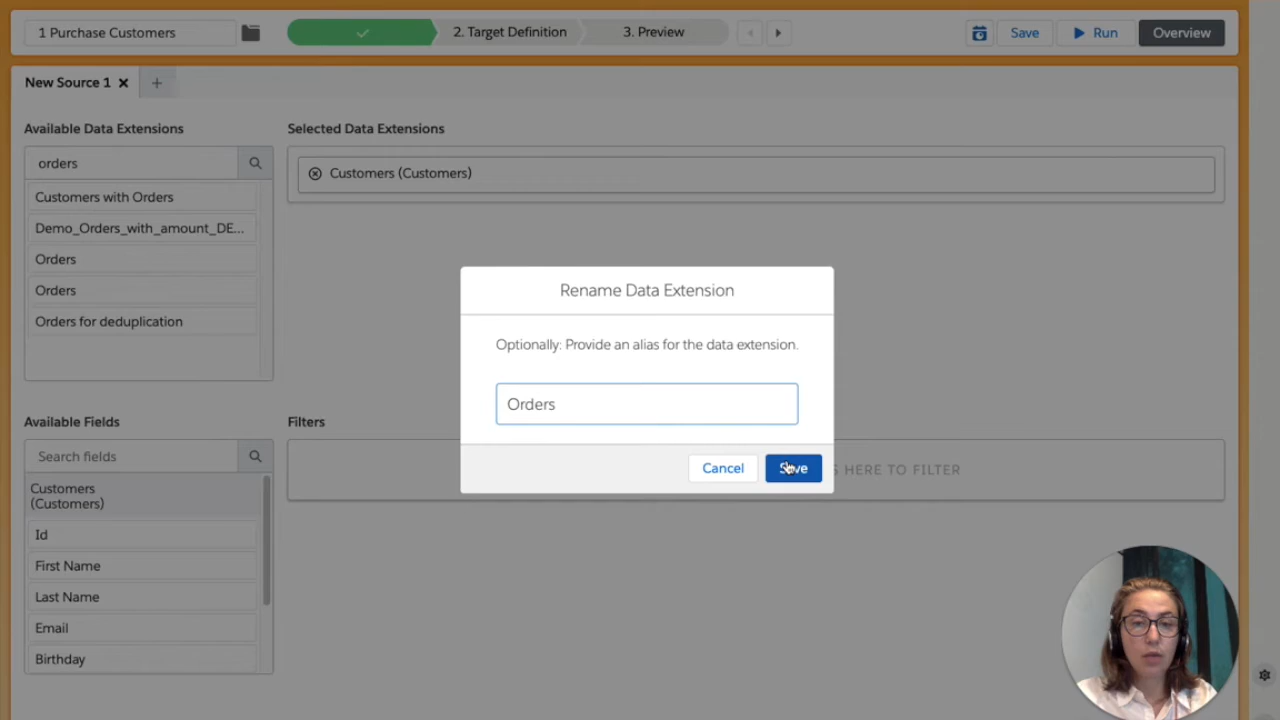 1 Purchase Customers
2. Target Definition
3. Preview
Save
Run
Overview
New Source 1
Available Data Extensions
Selected Data Extensions
orders
Customers (Customers)
Customers with Orders
Demo_Orders_with_amount_DE...
Orders
Orders
Orders for deduplication
Rename Data Extension
Optionally: Provide an alias for the data extension.
Orders
Cancel
Save
Available Fields
Filters
Search fields
HERE TO FILTER
Customers
(Customers)
Id
First Name
Last Name
Email
Birthday